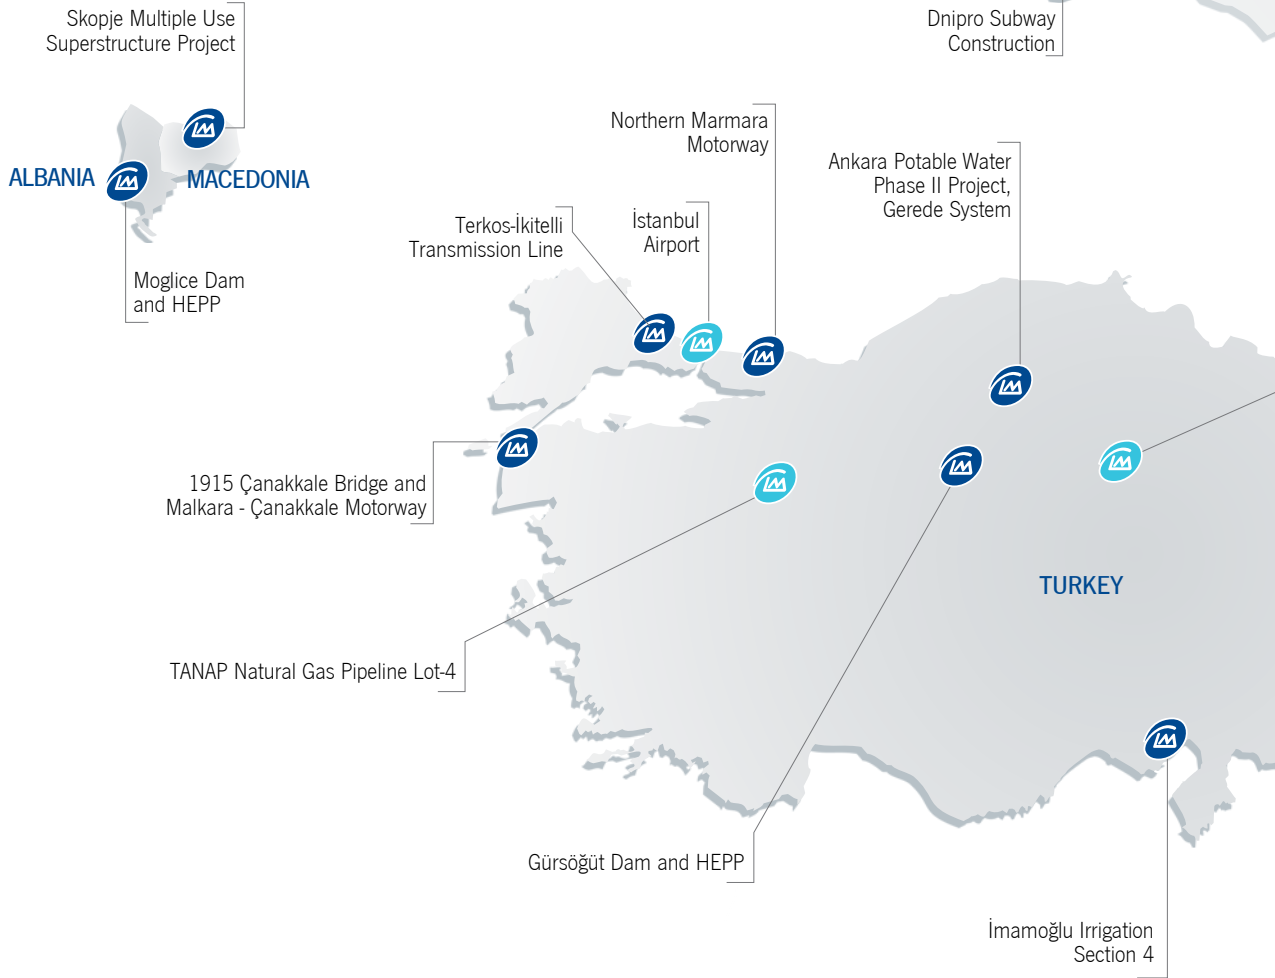 Skopje Multiple Use
Superstructure Project
Dnipro Subway
Construction
Northern Marmara
Motorway
Ankara Potable Water
Phase II Project,
Gerede System
ALBANIA
MACEDONIA
Terkos-İkitelli
Transmission Line
İstanbul
Airport
Moglice Dam
and HEPP
1915 Çanakkale Bridge and
Malkara - Çanakkale Motorway
TURKEY
TANAP Natural Gas Pipeline Lot-4
Gürsöğüt Dam and HEPP
İmamoğlu Irrigation
Section 4